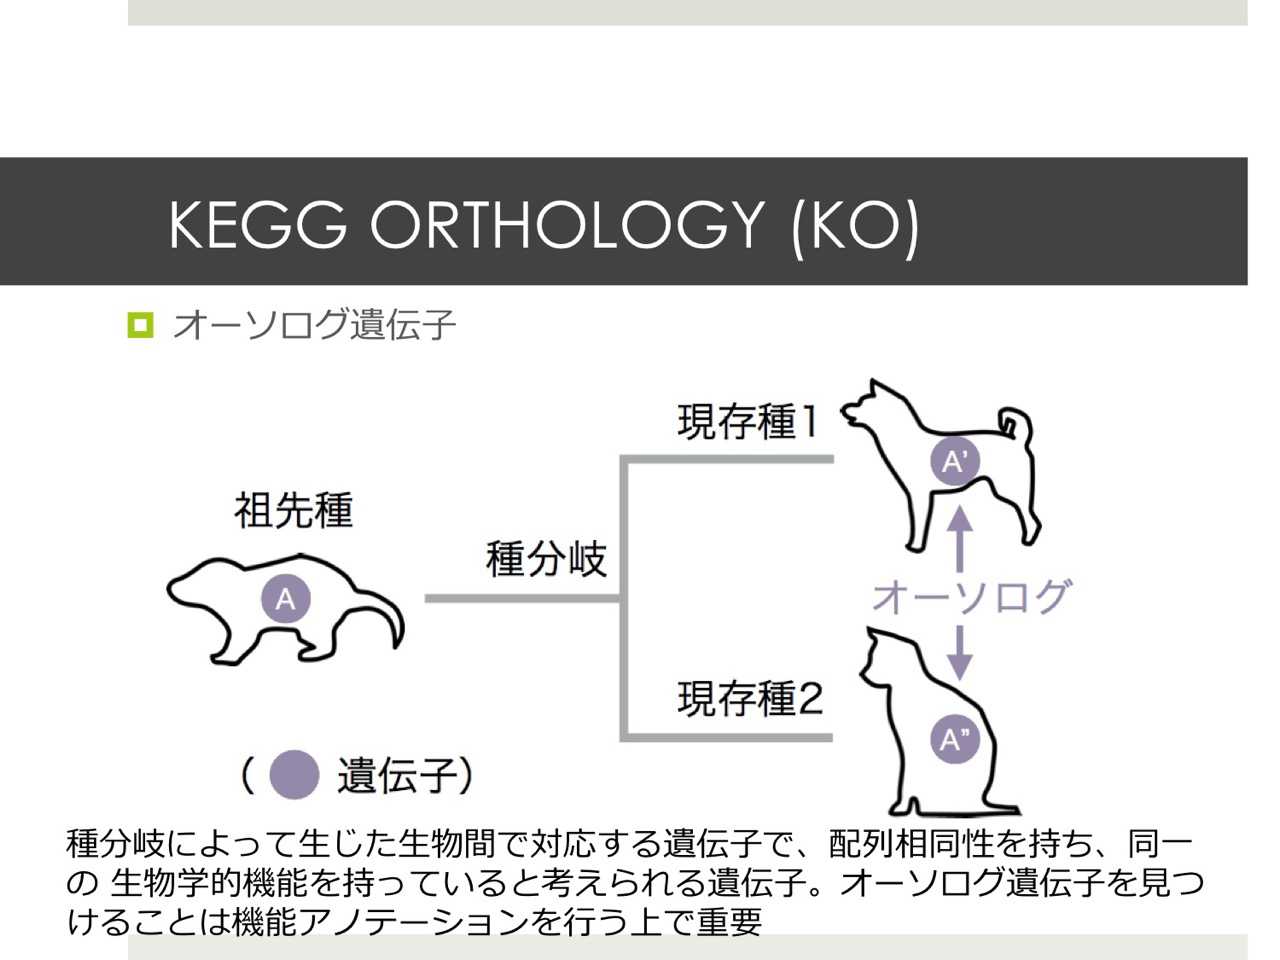 KEGG ORTHOLOGY (KO)
オーソログ遺伝子
現存種1
A'
祖先種
種分岐
A
オーソログ
現存種2
A”
( 遺伝子)
種分岐によって生じた生物間で対応する遺伝子で、配列相同性を持ち、同一
の 生物学的機能を持っていると考えられる遺伝子。オーソログ遺伝子を見つ
けることは機能アノテーションを行う上で重要